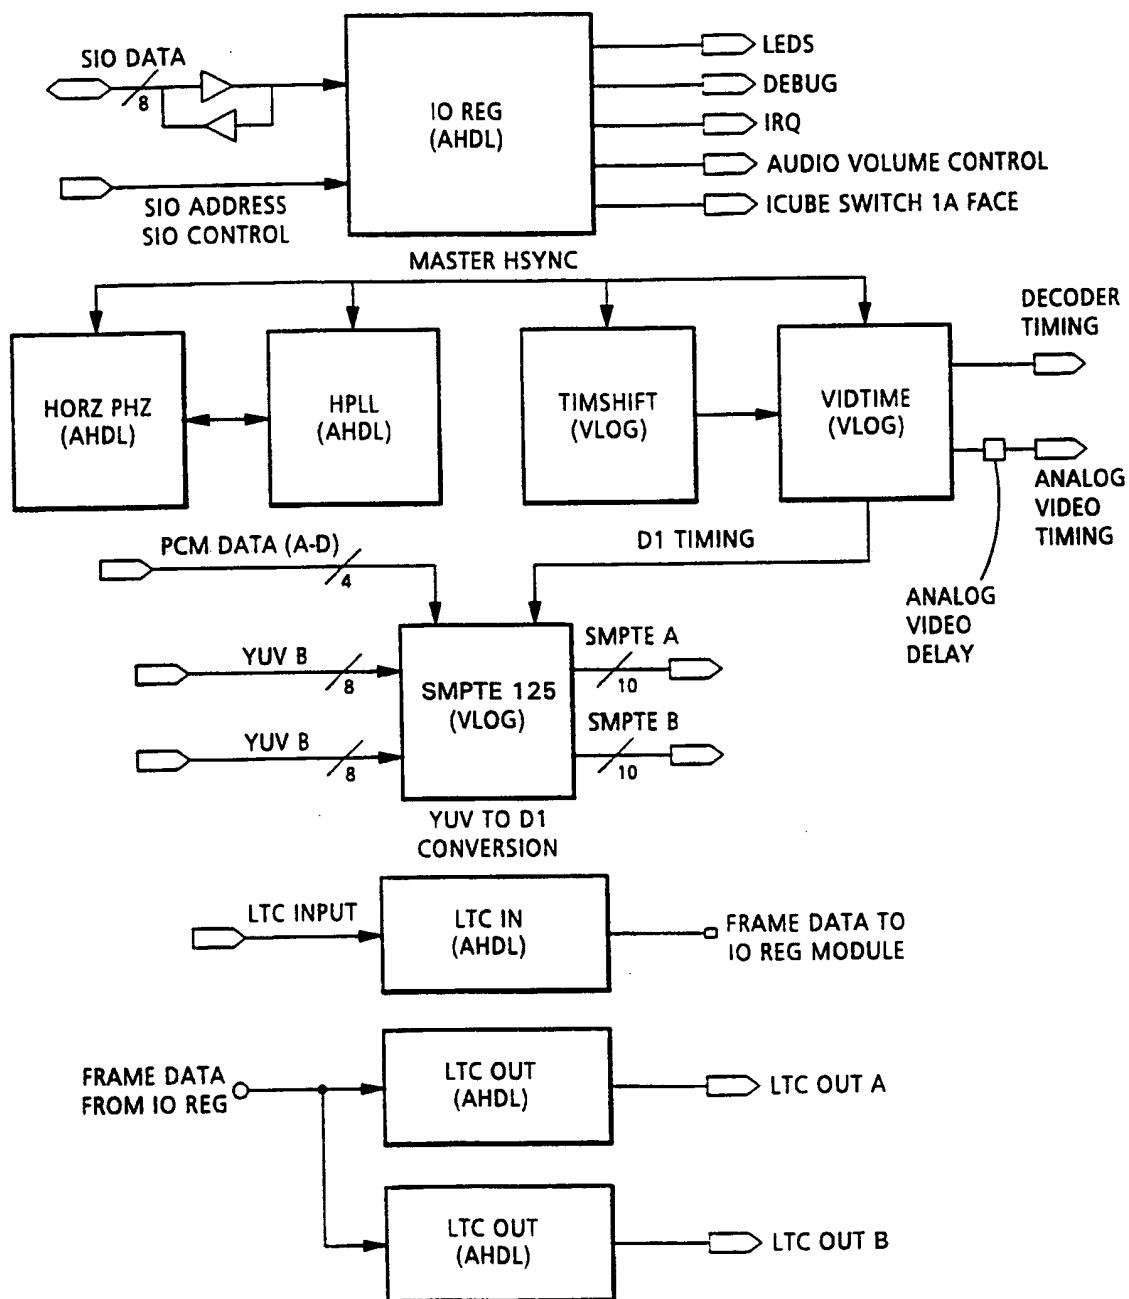 SIO DATA
8
IO REG
(AHDL)
LEDS
DEBUG
IRQ
AUDIO VOLUME CONTROL
ICUBE SWITCH 1A FACE
SIO ADDRESS
SIO CONTROL
MASTER HSYNC
HORZ PHZ
(AHDL)
HPLL
(AHDL)
TIMSHIFT
(VLOG)
VIDTIME
(VLOG)
DECODER
TIMING
ANALOG
VIDEO
TIMING
ANALOG
VIDEO
DELAY
D1 TIMING
PCM DATA (A-D)
4
YUV B
8
YUV B
8
SMPTE 125
(VLOG)
SMPTE A
10
SMPTE B
10
YUV TO D1
CONVERSION
LTC INPUT
LTC IN
(AHDL)
FRAME DATA TO
IO REG MODULE
FRAME DATA
FROM IO REG
LTC OUT
(AHDL)
LTC OUT A
LTC OUT
(AHDL)
LTC OUT B